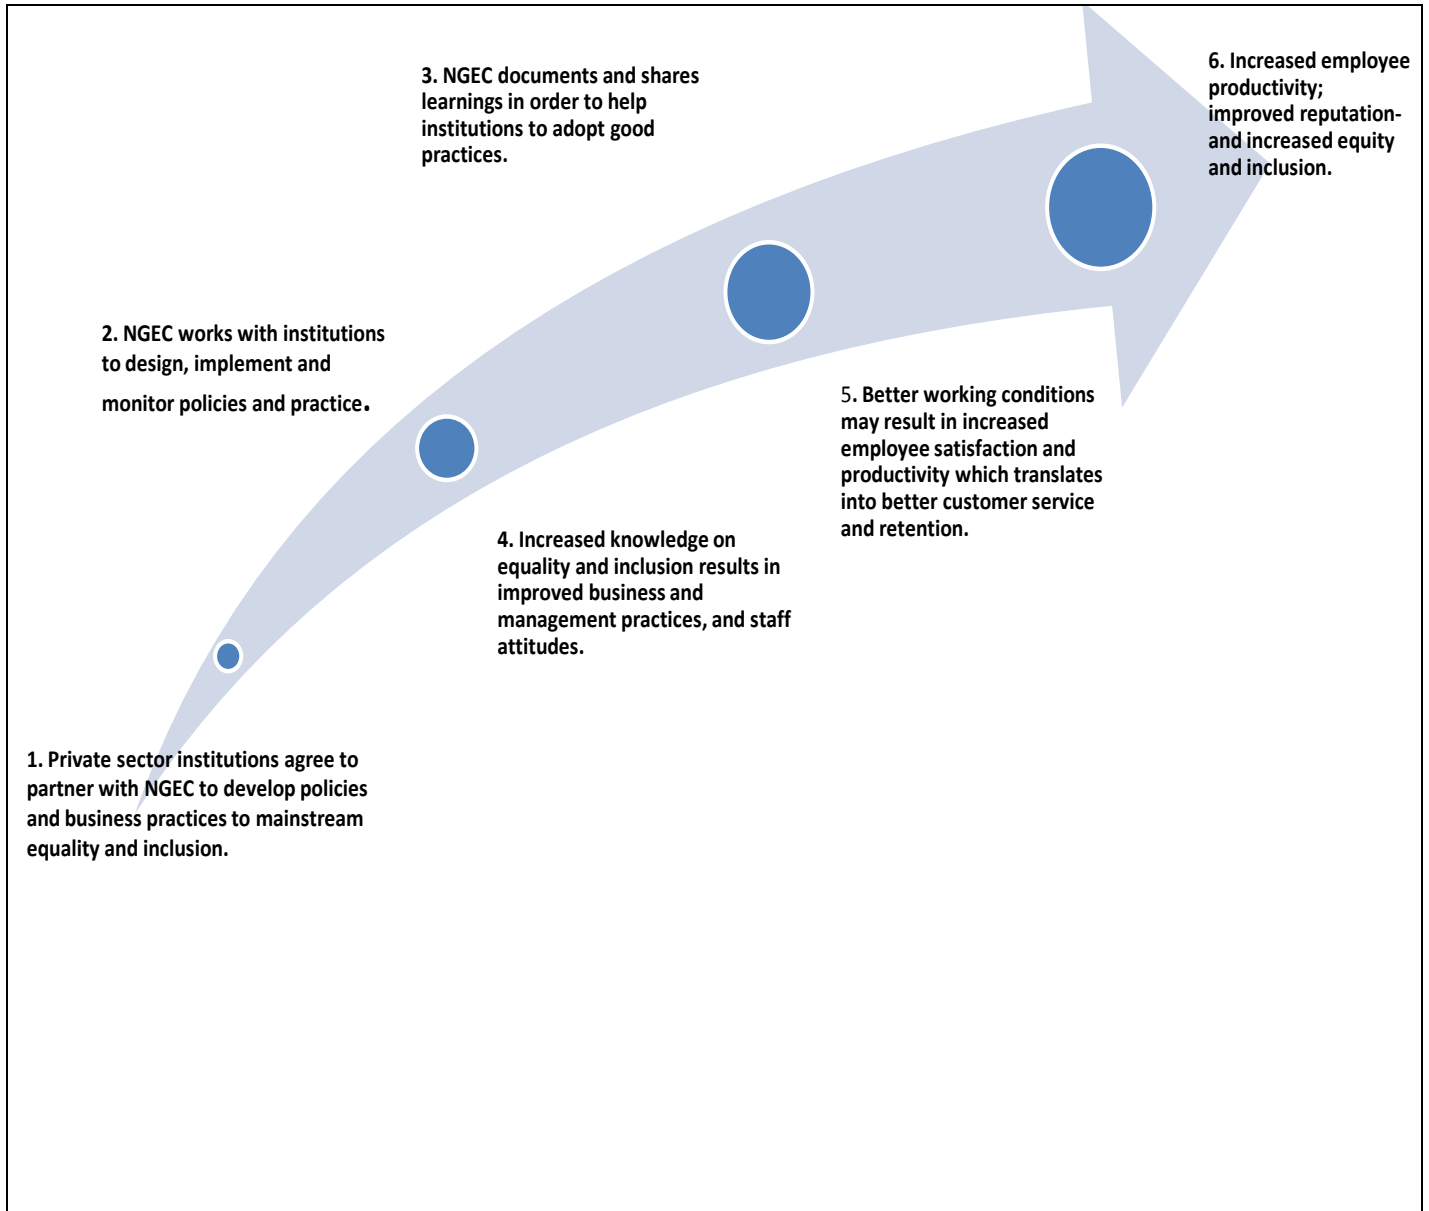 1. Private sector institutions agree to
partner with NGEC to develop policies
and business practices to mainstream
equality and inclusion.
2. NGEC works with institutions
to design, implement and
monitor policies and practice.
3. NGEC documents and shares
learnings in order to help
institutions to adopt good
practices.
4. Increased knowledge on
equality and inclusion results in
improved business and
management practices, and staff
attitudes.
5. Better working conditions
may result in increased
employee satisfaction and
productivity which translates
into better customer service
and retention.
6. Increased employee
productivity;
improved reputation-
and increased equity
and inclusion.